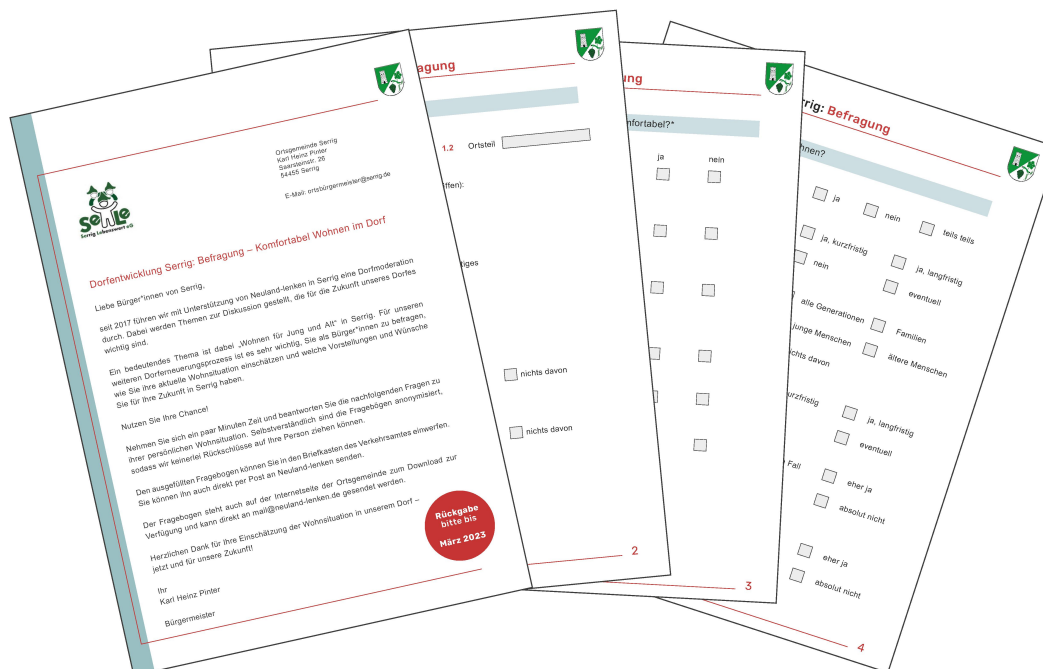 Ortsgemeinde Serrig
Karl Heinz Pinter
Saarsteinstr. 26
54455 Serrig
E-Mail: ortsbürgermeister@serrig.de
SeLe
Serrig Lebenswert eG
Dorfentwicklung Serrig: Befragung – Komfortabel Wohnen im Dorf
Liebe Bürger*innen von Serrig,
seit 2017 führen wir mit Unterstützung von Neuland-lenken in Serrig eine Dorfmoderation
durch. Dabei werden Themen zur Diskussion gestellt, die für die Zukunft unseres Dorfes
wichtig sind.
Ein bedeutendes Thema ist dabei „Wohnen für Jung und Alt“ in Serrig. Für unseren
weiteren Dorferneuerungsprozess ist es sehr wichtig, Sie als Bürger*innen zu befragen,
wie Sie ihre aktuelle Wohnsituation einschätzen und welche Vorstellungen und Wünsche
Sie für Ihre Zukunft in Serrig haben.
Nutzen Sie Ihre Chance!
Nehmen Sie sich ein paar Minuten Zeit und beantworten Sie die nachfolgenden Fragen zu
ihrer persönlichen Wohnsituation. Selbstverständlich sind die Fragebögen anonymisiert,
sodass wir keinerlei Rückschlüsse auf Ihre Person ziehen können.
Den ausgefüllten Fragebogen können Sie in den Briefkasten des Verkehrsamtes einwerfen.
Sie können ihn auch direkt per Post an Neuland-lenken senden.
Der Fragebogen steht auch auf der Internetseite der Ortsgemeinde zum Download zur
Verfügung und kann direkt an mail@neuland-lenken.de gesendet werden.
Herzlichen Dank für Ihre Einschätzung der Wohnsituation in unserem Dorf –
jetzt und für unsere Zukunft!
Ihr
Karl Heinz Pinter
Bürgermeister
Rückgabe
bitte bis
März 2023
agung
1.2 Ortsteil
ffen):
tiges
nichts davon
nichts davon
2
ung
mfortabel?*
ja nein
3
rrig: Befragung
hnen?
ja nein teils teils
ja, kurzfristig ja, langfristig
nein eventuell
alle Generationen Familien
junge Menschen ältere Menschen
ichts davon
urzfristig ja, langfristig
eventuell
Fall eher ja
absolut nicht
eher ja
absolut nicht
4